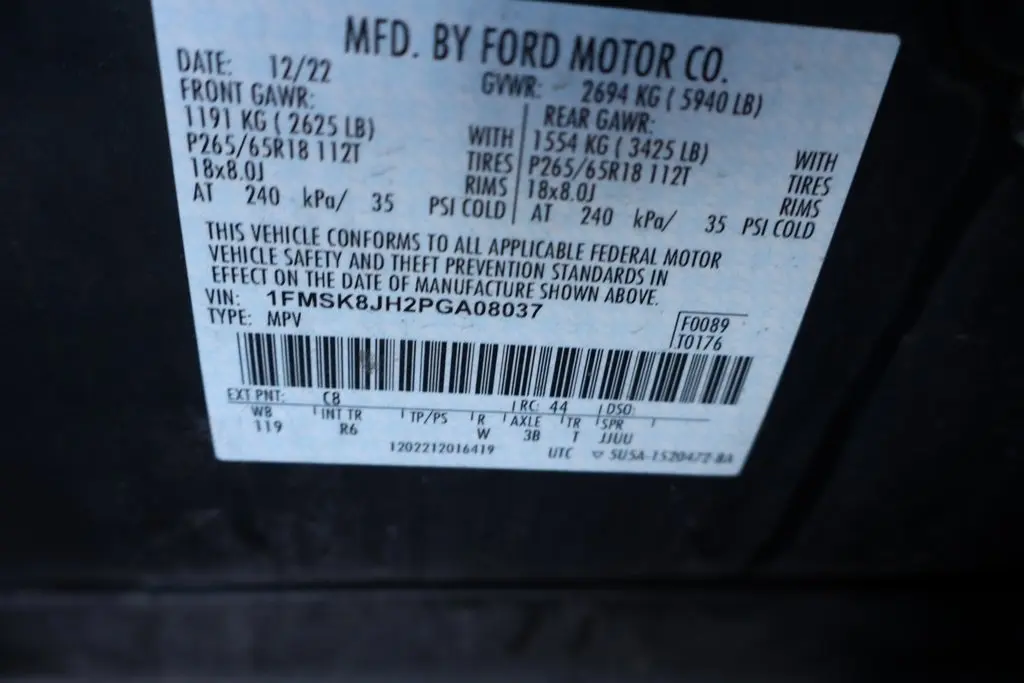 MFD. BY FORD MOTOR CO.
DATE: 12/22 GVWR: 2694 KG ( 5940 LB)
FRONT GAWR: REAR GAWR:
1191 KG ( 2625 LB) WITH 1554 KG ( 3425 LB) WITH
P265/65R18 112T TIRES P265/65R18 112T TIRES
18x8.0J RIMS 18x8.0J RIMS
AT 240 kPa/ 35 PSI COLD AT 240 kPa/ 35 PSI COLD
THIS VEHICLE CONFORMS TO ALL APPLICABLE FEDERAL MOTOR
VEHICLE SAFETY AND THEFT PREVENTION STANDARDS IN
EFFECT ON THE DATE OF MANUFACTURE SHOWN ABOVE.
VIN: 1FMSK8JH2PGA08037
TYPE: MPV
F0089
T0176
EXT PNT: C8 RC: 44 DSO:
WB INT TR TP/PS R AXLE TR SPR
119 R6 W 3B T JJUU
1202212016419 UTC 5U5A-1520472-BA